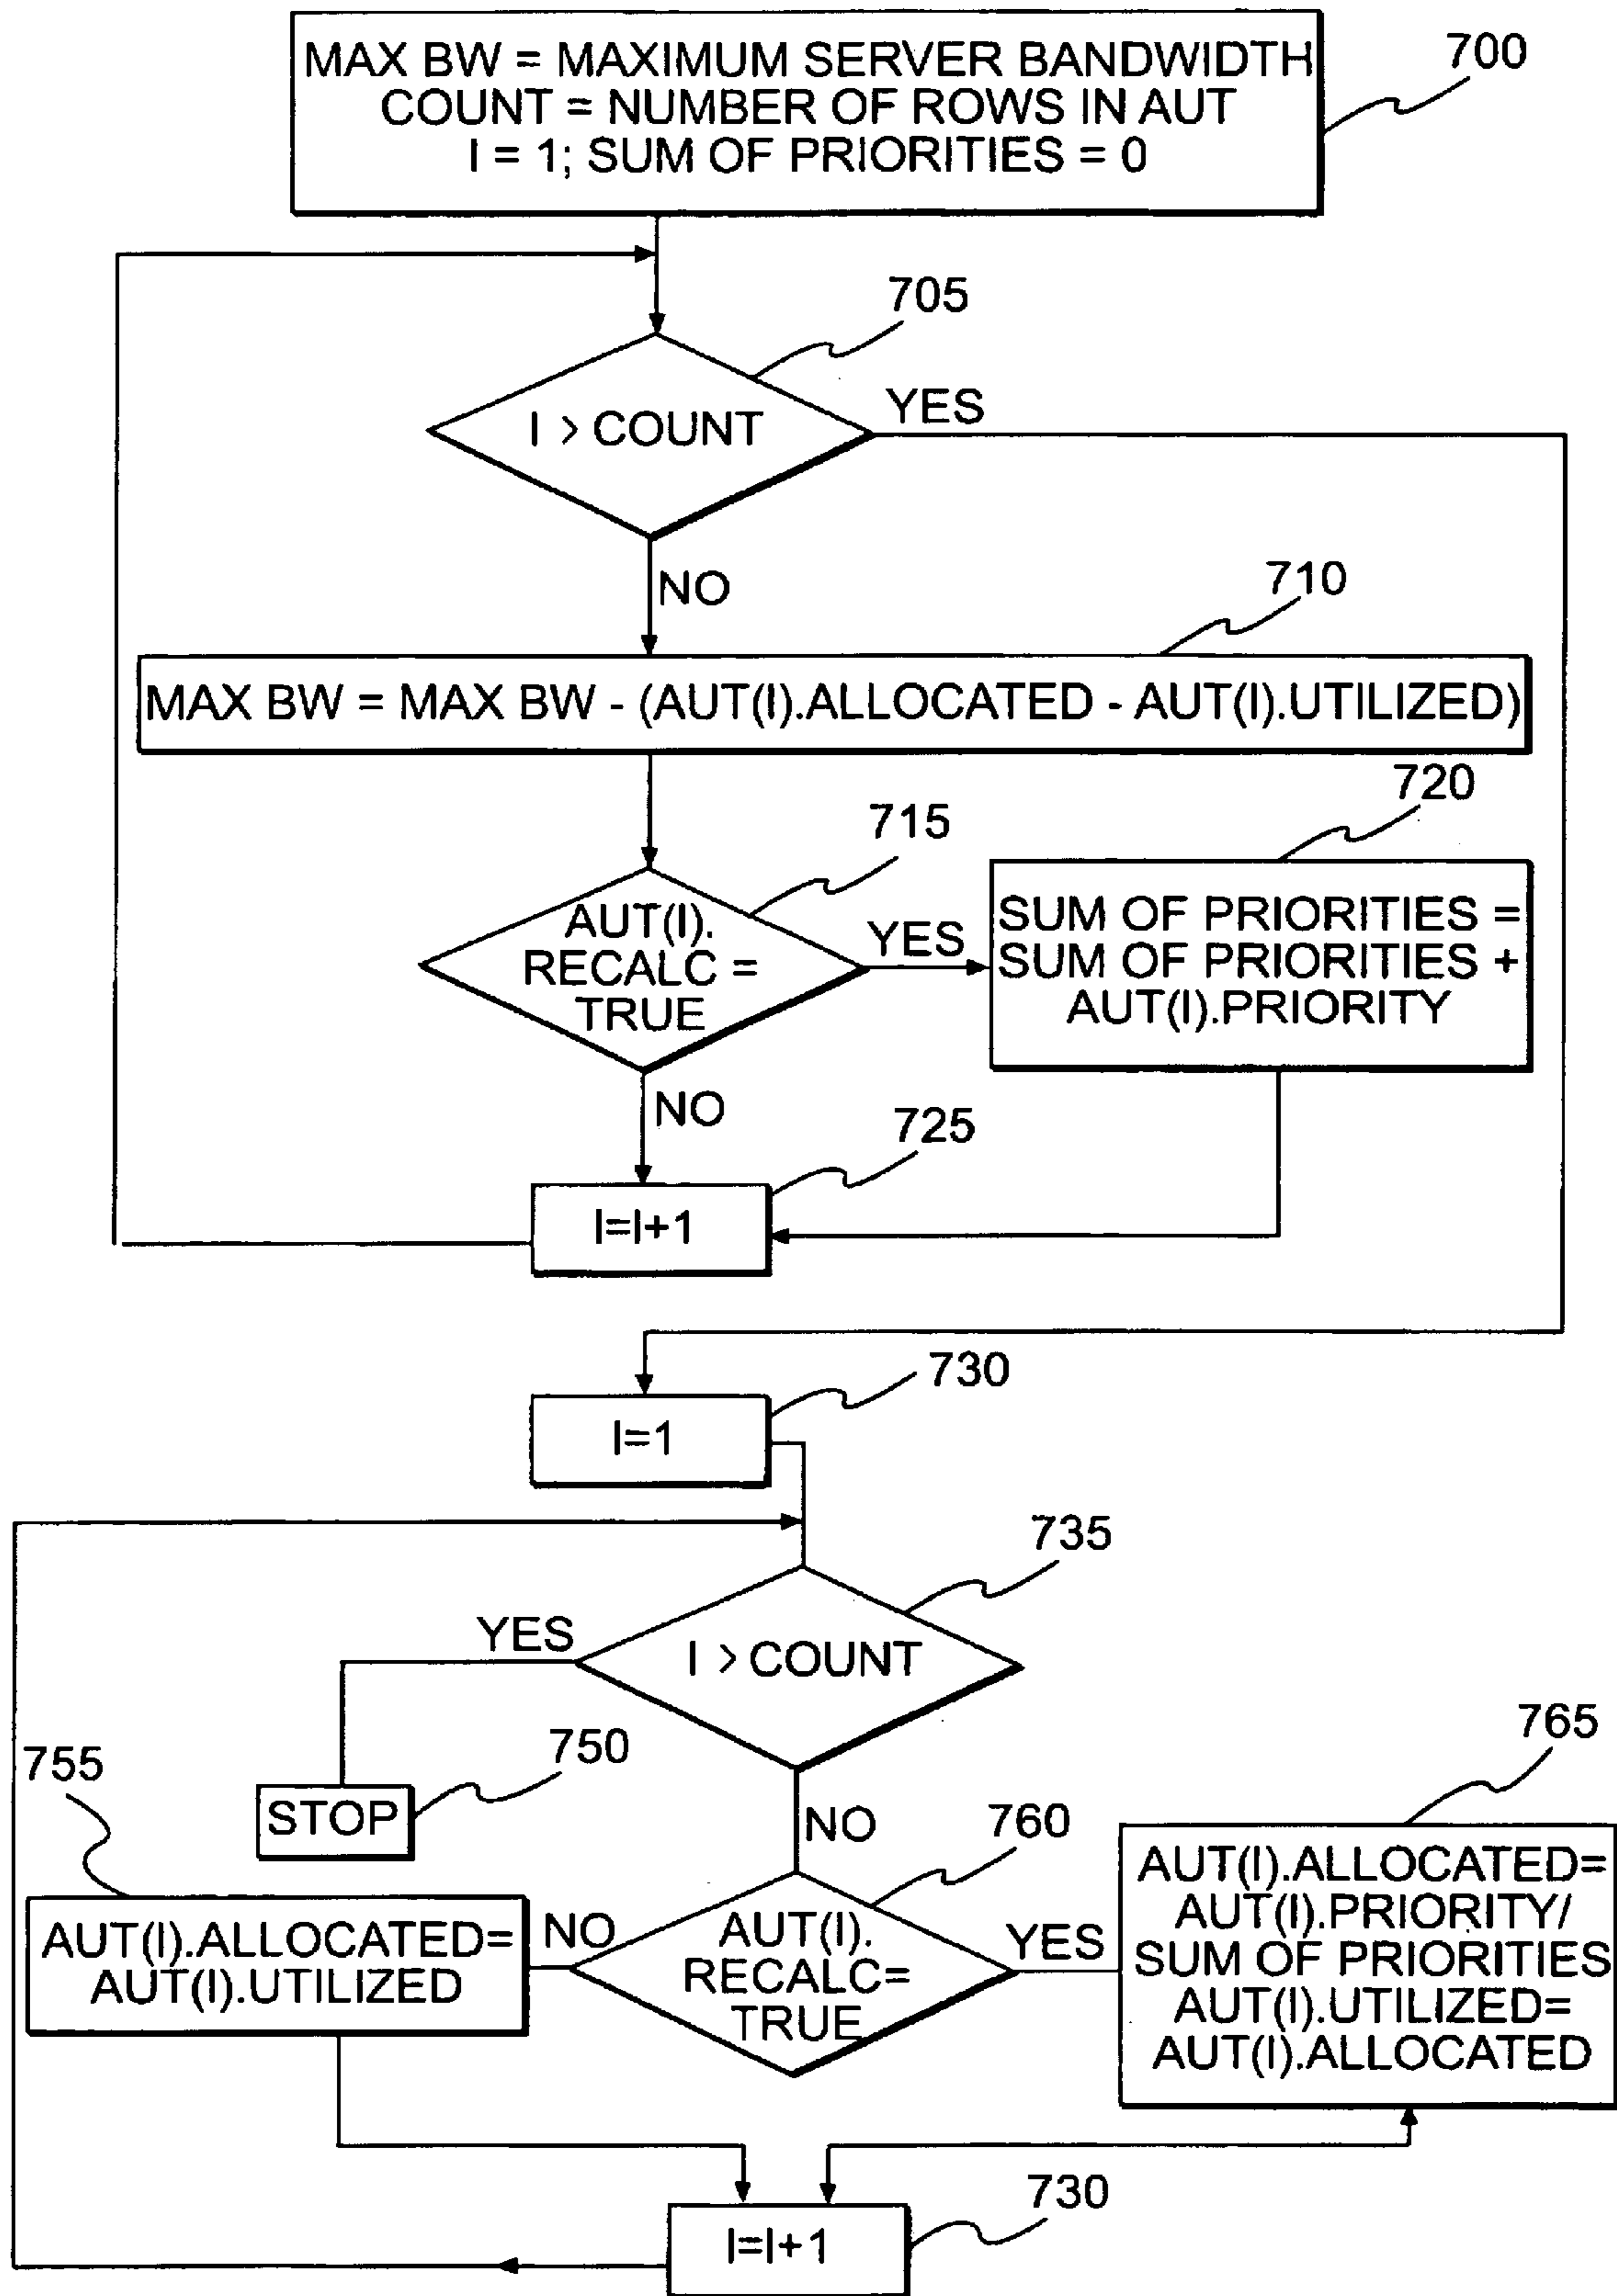 MAX BW = MAXIMUM SERVER BANDWIDTH
COUNT = NUMBER OF ROWS IN AUT
I = 1; SUM OF PRIORITIES = 0
700
705
I > COUNT
YES
NO
710
MAX BW = MAX BW - (AUT(I).ALLOCATED - AUT(I).UTILIZED)
715
AUT(I).
RECALC =
TRUE
YES
720
SUM OF PRIORITIES =
SUM OF PRIORITIES +
AUT(I).PRIORITY
NO
725
I=I+1
730
I=1
735
I > COUNT
YES
750
STOP
NO
760
AUT(I).
RECALC=
TRUE
NO
755
AUT(I).ALLOCATED=
AUT(I).UTILIZED
YES
765
AUT(I).ALLOCATED=
AUT(I).PRIORITY/
SUM OF PRIORITIES
AUT(I).UTILIZED=
AUT(I).ALLOCATED
730
I=I+1